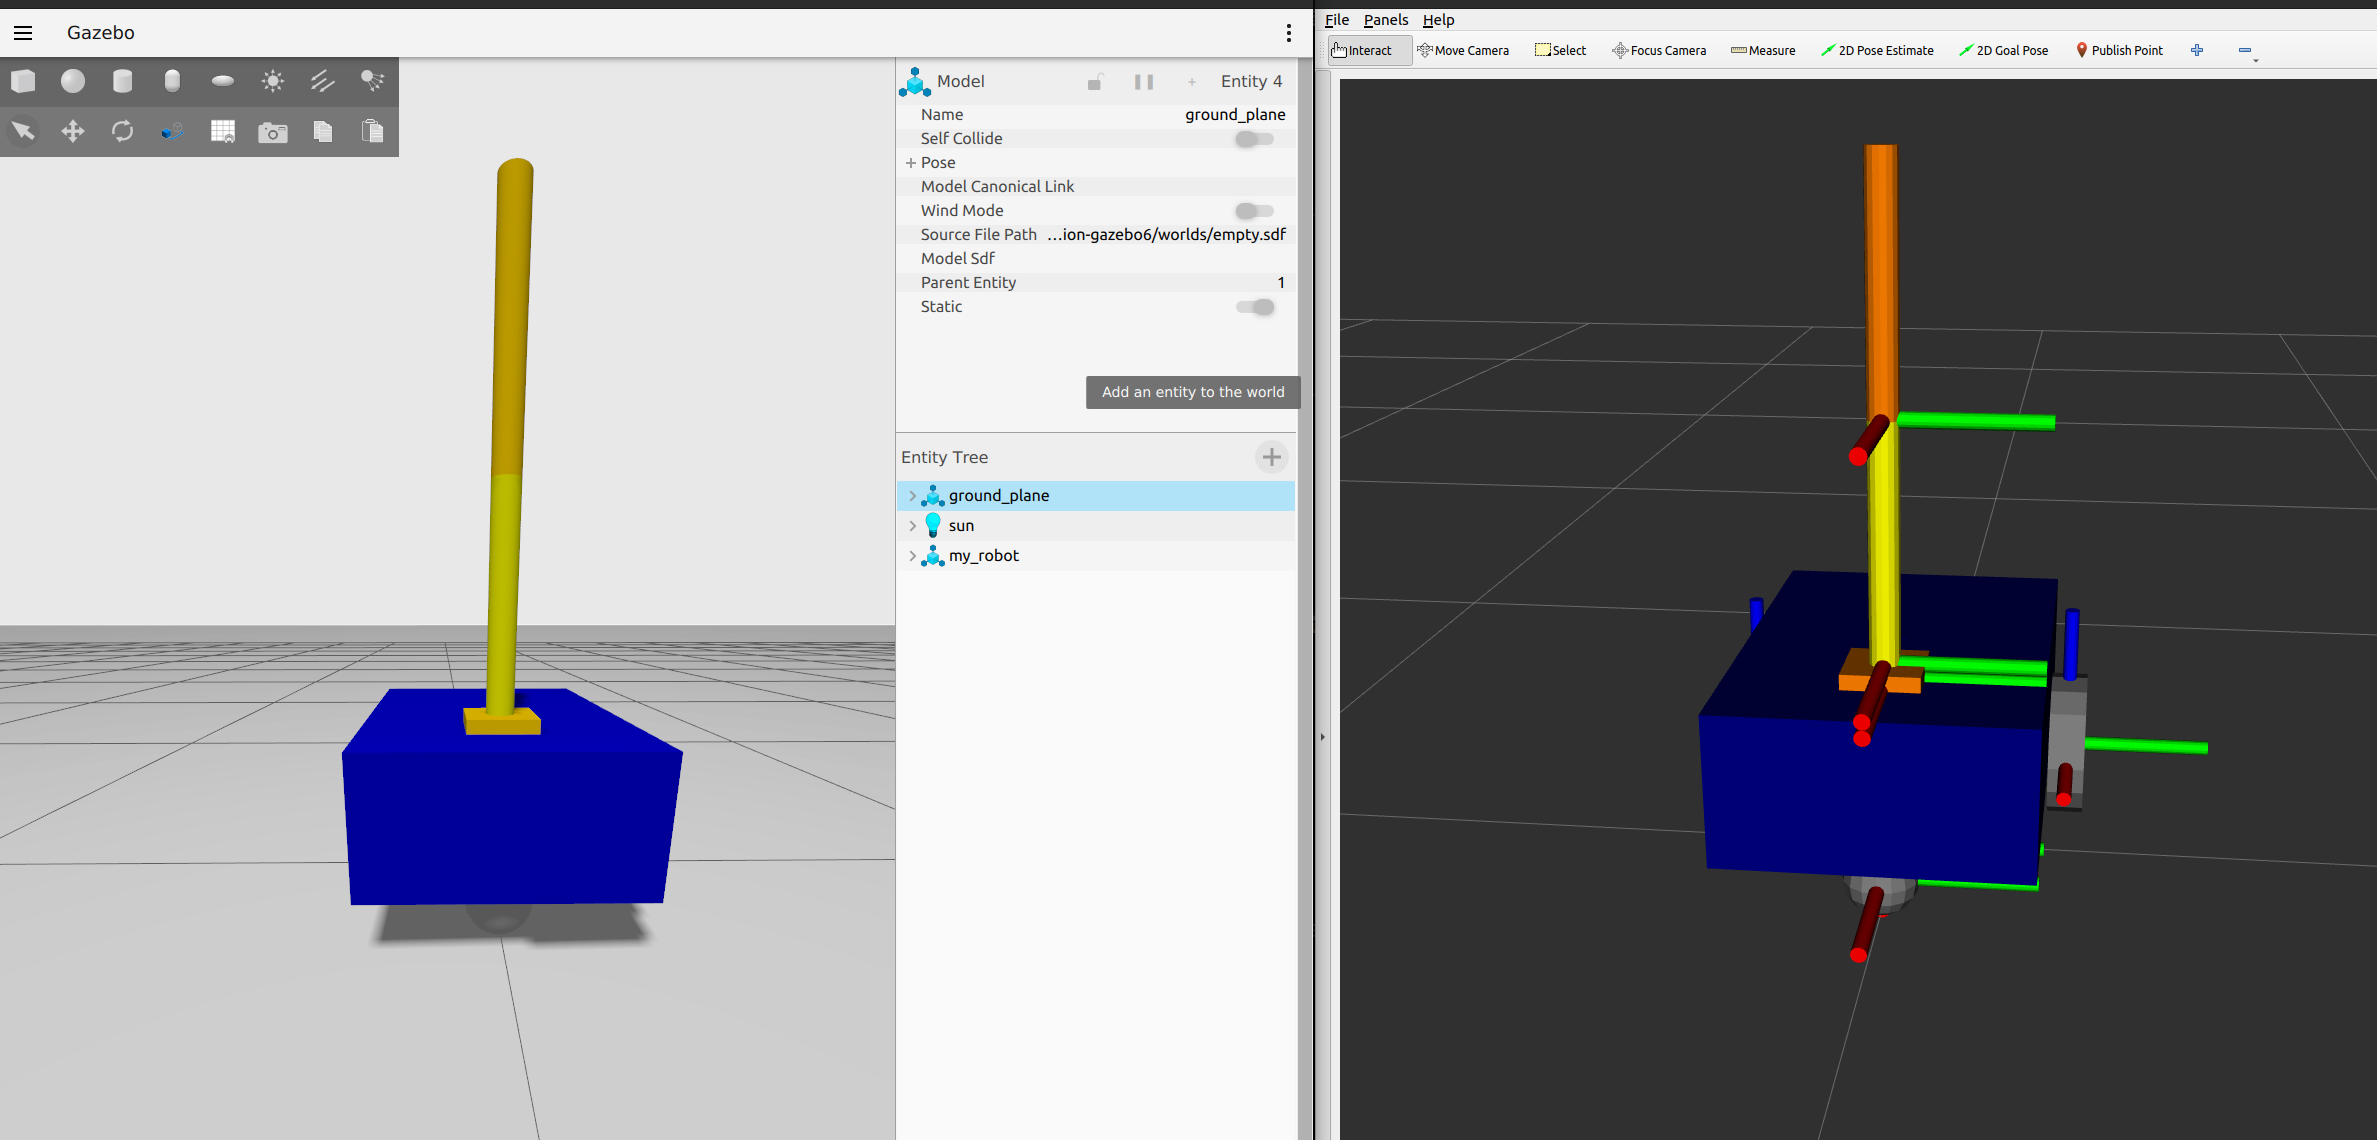 Gazebo
Model
Entity 4
Name
ground_plane
Self Collide
Pose
Model Canonical Link
Wind Mode
Source File Path
...ion-gazebo6/worlds/empty.sdf
Model Sdf
Parent Entity
1
Static
Add an entity to the world
Entity Tree
ground_plane
sun
my_robot
File Panels Help
Interact Move Camera Select Focus Camera Measure 2D Pose Estimate 2D Goal Pose Publish Point